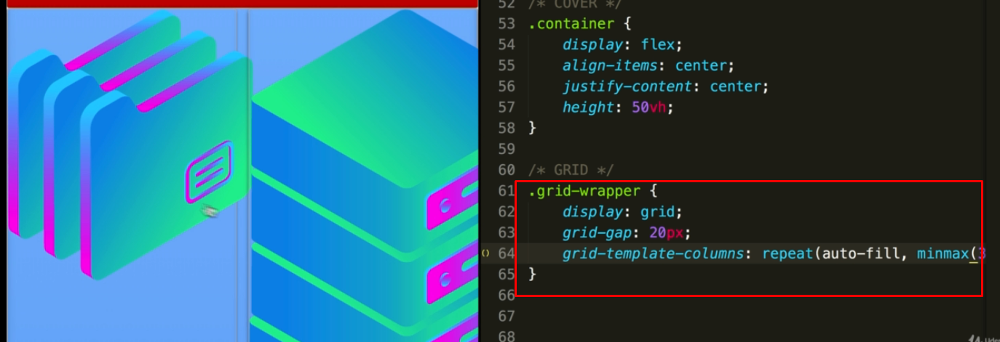 52 /* COVER */
53 .container {
54 display: flex;
55 align-items: center;
56 justify-content: center;
57 height: 50vh;
58 }
59
60 /* GRID */
61 .grid-wrapper {
62 display: grid;
63 grid-gap: 20px;
64 grid-template-columns: repeat(auto-fill, minmax(3
65 }
66
67
68